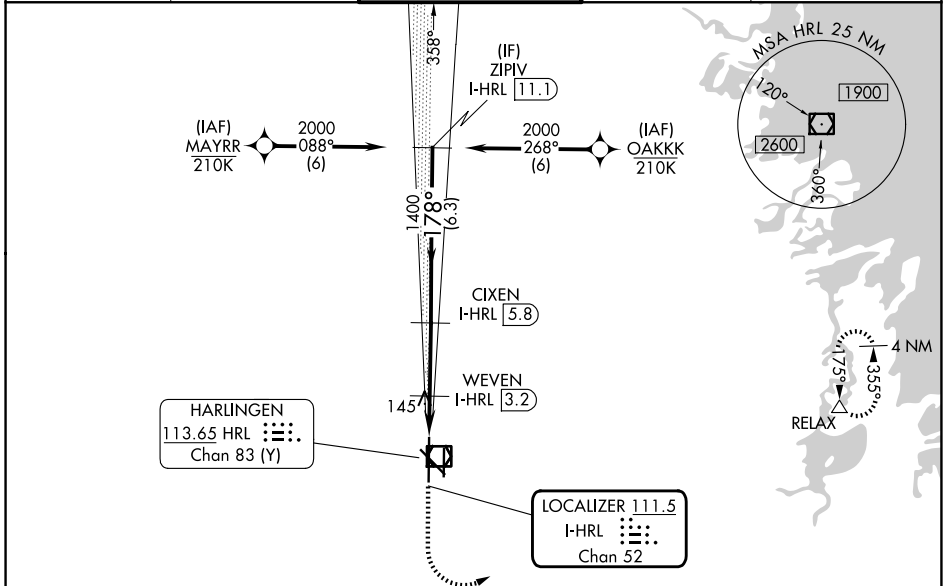 358°
(IF)
ZIPIV
I-HRL 11.1
MSA HRL 25 NM
120°
1900
2600
360°
(IAF)
MAYRR
210K
2000
088°
(6)
2000
268°
(6)
(IAF)
OAKKK
210K
1400
178°
(6.3)
CIXEN
I-HRL 5.8
WEVEN
I-HRL 3.2
145
HARLINGEN
113.65 HRL
Chan 83 (Y)
LOCALIZER 111.5
I-HRL
Chan 52
4 NM
175°
355°
RELAX